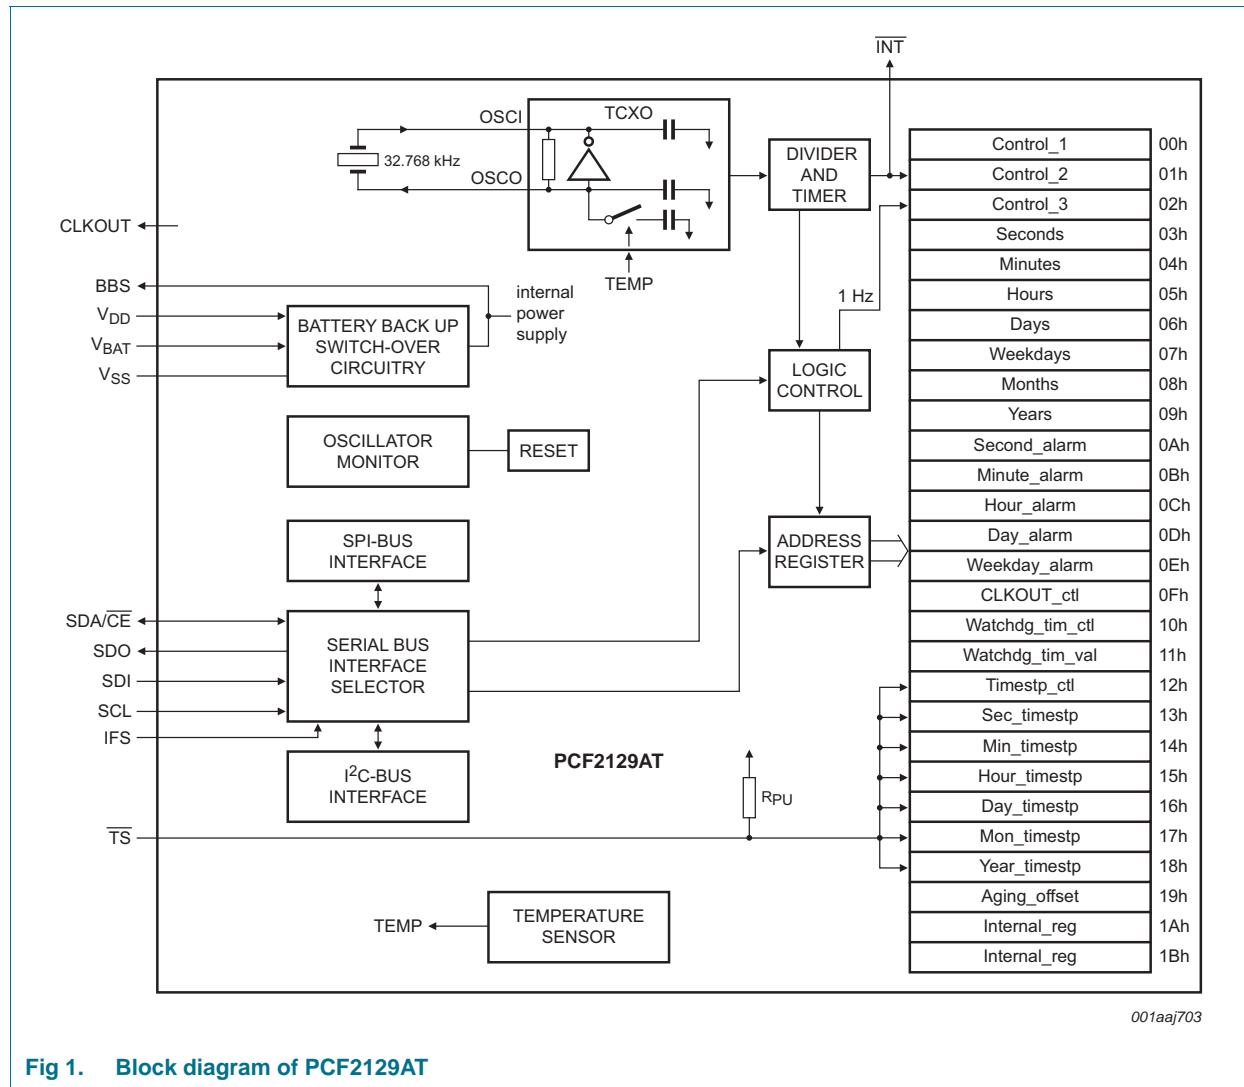 INT
OSCI
TCXO
32.768 kHz
OSCO
DIVIDER
AND
TIMER
CLKOUT
TEMP
BBS
VDD
VBAT
VSS
BATTERY BACK UP
SWITCH-OVER
CIRCUITRY
internal
power
supply
1 Hz
LOGIC
CONTROL
OSCILLATOR
MONITOR
RESET
SPI-BUS
INTERFACE
ADDRESS
REGISTER
SDA/CE
SDO
SDI
SCL
IFS
SERIAL BUS
INTERFACE
SELECTOR
I2C-BUS
INTERFACE
PCF2129AT
RPU
TS
TEMP
TEMPERATURE
SENSOR
Control_1 00h
Control_2 01h
Control_3 02h
Seconds 03h
Minutes 04h
Hours 05h
Days 06h
Weekdays 07h
Months 08h
Years 09h
Second_alarm 0Ah
Minute_alarm 0Bh
Hour_alarm 0Ch
Day_alarm 0Dh
Weekday_alarm 0Eh
CLKOUT_ctl 0Fh
Watchdg_tim_ctl 10h
Watchdg_tim_val 11h
Timestp_ctl 12h
Sec_timestp 13h
Min_timestp 14h
Hour_timestp 15h
Day_timestp 16h
Mon_timestp 17h
Year_timestp 18h
Aging_offset 19h
Internal_reg 1Ah
Internal_reg 1Bh
001aaj703
Fig 1. Block diagram of PCF2129AT